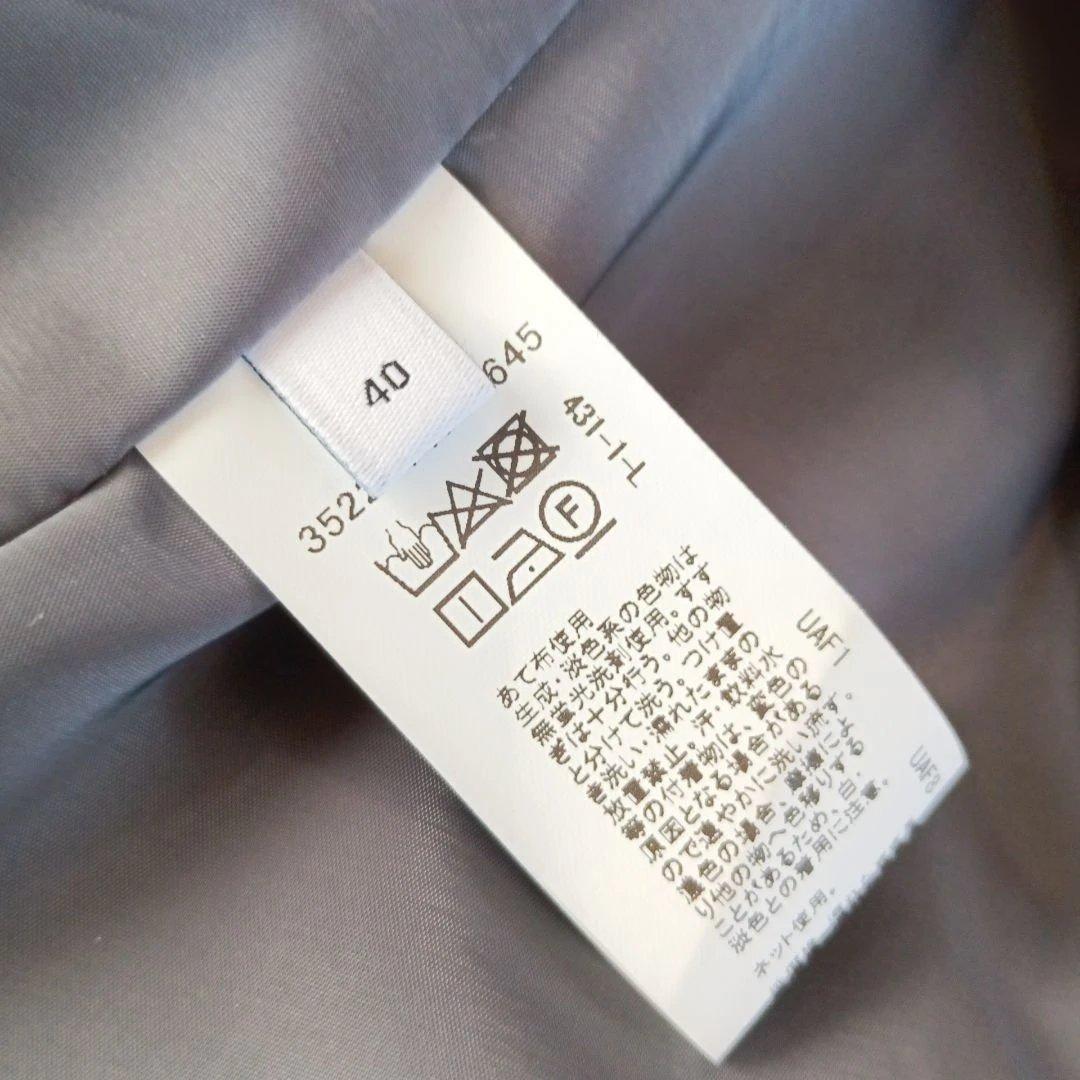 40
352
645
431-1-L
F
あて布使用
生成・淡色系の色物は
無蛍光洗剤使用。すす
ぎは十分行う。他の物
と分けて洗う。つけ置
き洗い・濡れたままの
放置禁止。汗・飲料水
等の付着物は、変色の
原因となる場合がある
ので速やかに洗い流す。
濃色の場合、摩擦によ
り他の物へ色移りする
ことがあるため、白・
淡色との着用に注意。
ネット使用。
UAF1
UAF2